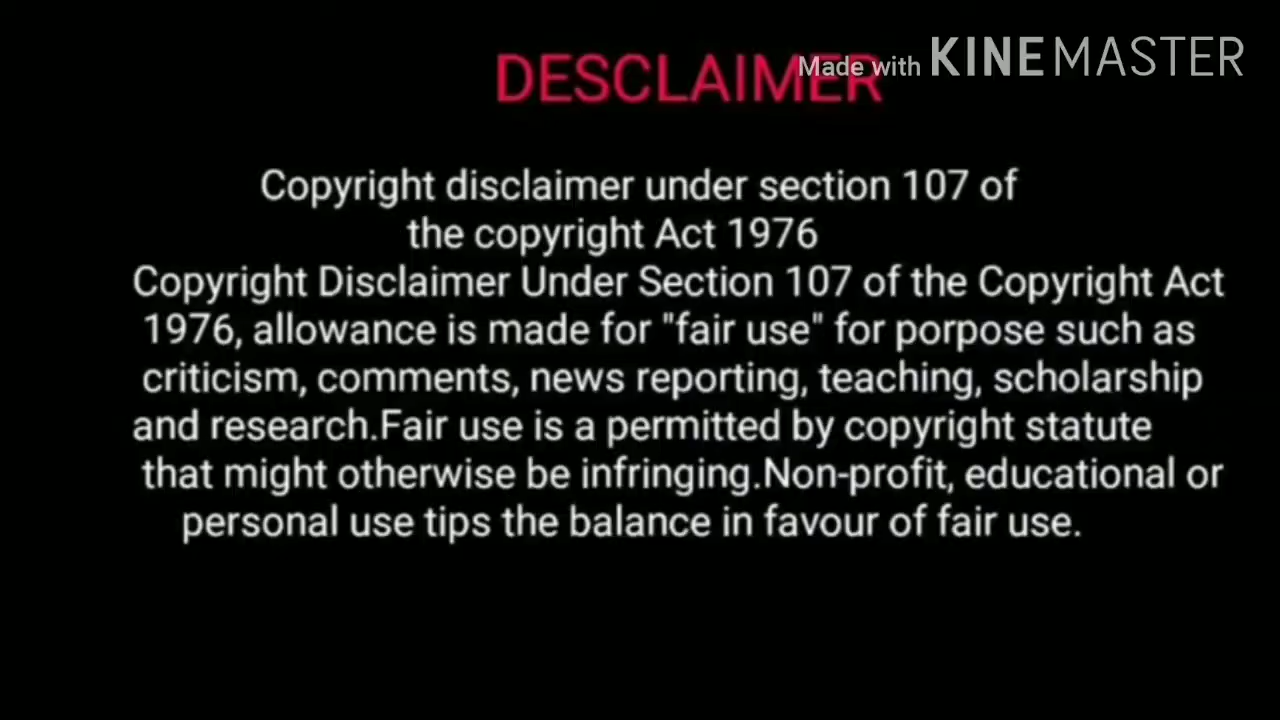 DESCLAIMER
Made with KINEMASTER
Copyright disclaimer under section 107 of
the copyright Act 1976
Copyright Disclaimer Under Section 107 of the Copyright Act
1976, allowance is made for "fair use" for porpose such as
criticism, comments, news reporting, teaching, scholarship
and research.Fair use is a permitted by copyright statute
that might otherwise be infringing.Non-profit, educational or
personal use tips the balance in favour of fair use.